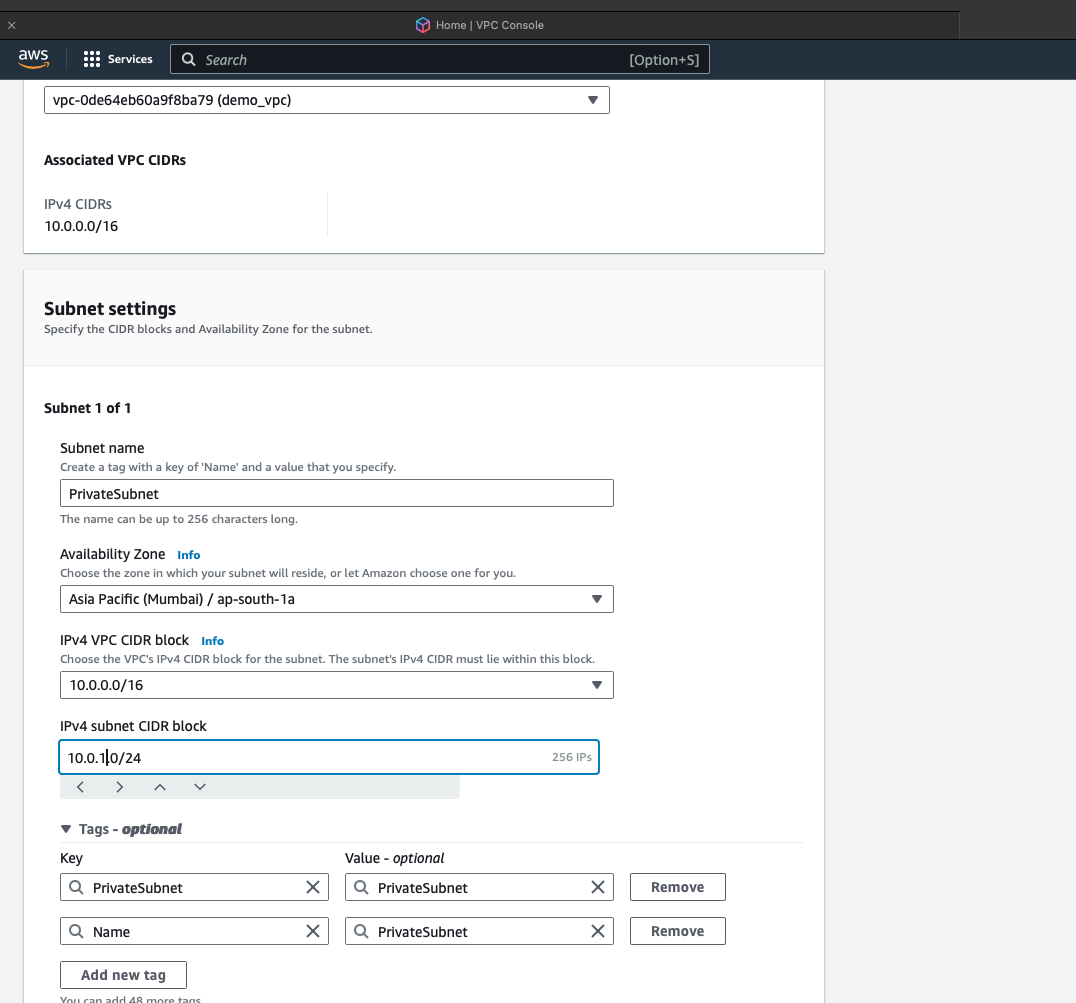 Home | VPC Console
aws
Services
Search
[Option+S]
vpc-0de64eb60a9f8ba79 (demo_vpc)
Associated VPC CIDRs
IPv4 CIDRs
10.0.0.0/16
Subnet settings
Specify the CIDR blocks and Availability Zone for the subnet.
Subnet 1 of 1
Subnet name
Create a tag with a key of 'Name' and a value that you specify.
PrivateSubnet
The name can be up to 256 characters long.
Availability Zone Info
Choose the zone in which your subnet will reside, or let Amazon choose one for you.
Asia Pacific (Mumbai) / ap-south-1a
IPv4 VPC CIDR block Info
Choose the VPC's IPv4 CIDR block for the subnet. The subnet's IPv4 CIDR must lie within this block.
10.0.0.0/16
IPv4 subnet CIDR block
10.0.1.0/24 256 IPs
Tags - optional
Key Value - optional
PrivateSubnet PrivateSubnet Remove
Name PrivateSubnet Remove
Add new tag
You can add 48 more tags.